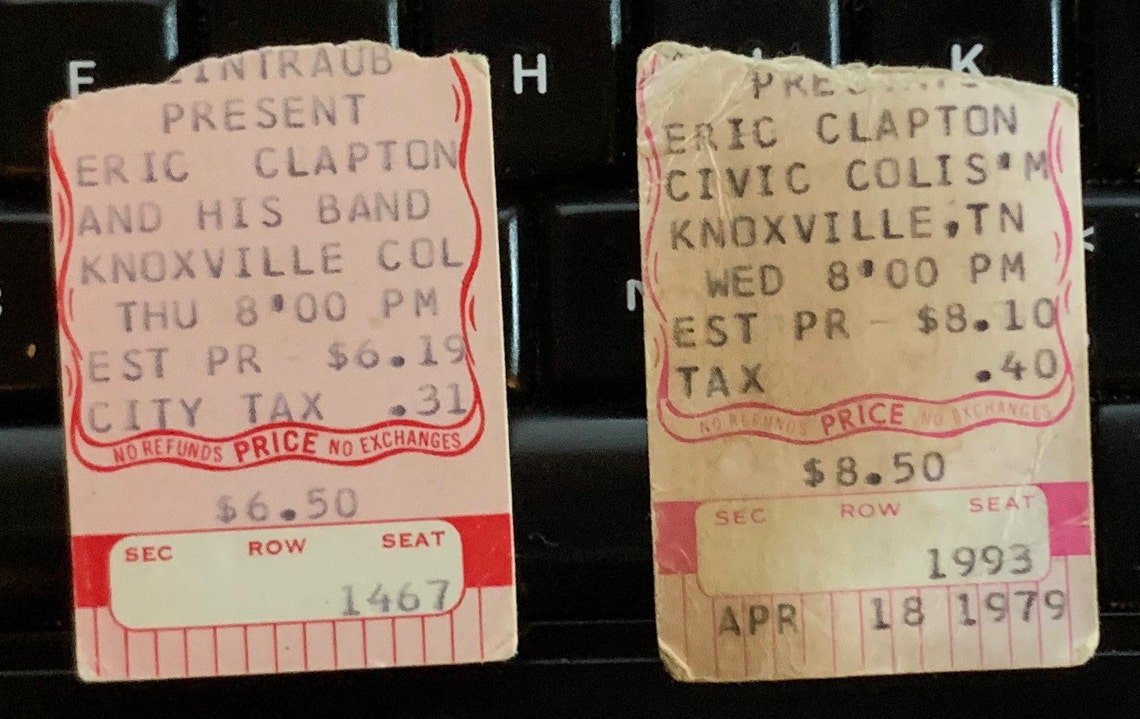 F
H
K
PRESENT
ERIC CLAPTON
AND HIS BAND
KNOXVILLE COL
THU 8'00 PM
EST PR $6.19
CITY TAX .31
NO REFUNDS PRICE NO EXCHANGES
$6.50
SEC ROW SEAT
1467
ERIC CLAPTON
CIVIC COLIS'M
KNOXVILLE,TN
WED 8'00 PM
EST PR - $8.10
TAX .40
NO REFUNDS PRICE NO EXCHANGES
$8.50
SEC ROW SEAT
1993
APR 18 1979